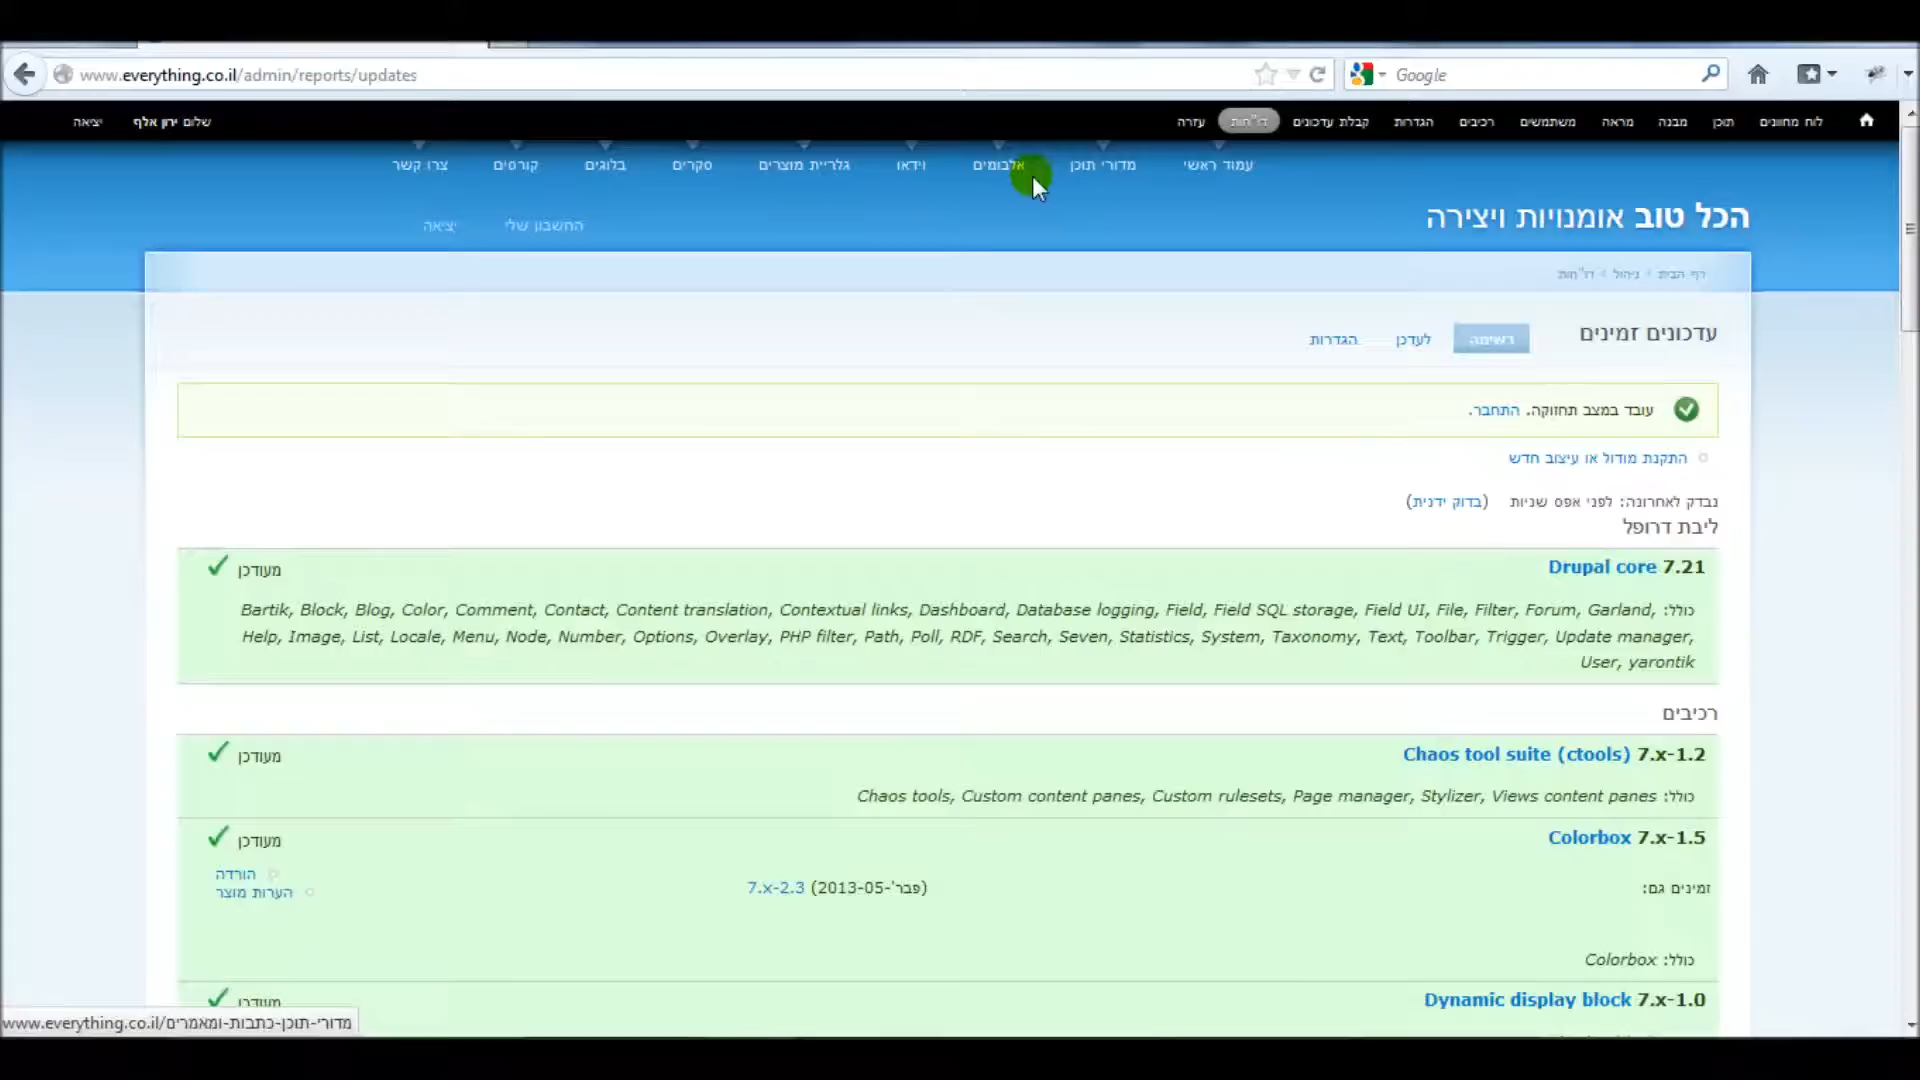 www.everything.co.il/admin/reports/updates
Google
לוח מחוונים תוכן מבנה מראה משתמשים רכיבים הגדרות קבלת עדכונים דו"חות עזרה
שלום ירון אלף יציאה
עמוד ראשי מדורי תוכן אלבומים וידאו גלריית מוצרים סקרים בלוגים קורסים צרו קשר
הכל טוב אומנויות ויצירה
החשבון שלי יציאה
דף הבית ניהול דו"חות
עדכונים זמינים רשימה לעדכן הגדרות
עובד במצב תחזוקה. התחבר.
התקנת מודול או עיצוב חדש
נבדק לאחרונה: לפני אפס שניות (בדוק ידנית)
ליבת דרופל
Drupal core 7.21 מעודכן
כולל: Bartik, Block, Blog, Color, Comment, Contact, Content translation, Contextual links, Dashboard, Database logging, Field, Field SQL storage, Field UI, File, Filter, Forum, Garland,
Help, Image, List, Locale, Menu, Node, Number, Options, Overlay, PHP filter, Path, Poll, RDF, Search, Seven, Statistics, System, Taxonomy, Text, Toolbar, Trigger, Update manager,
User, yarontik
רכיבים
Chaos tool suite (ctools) 7.x-1.2 מעודכן
כולל: Chaos tools, Custom content panes, Custom rulesets, Page manager, Stylizer, Views content panes
Colorbox 7.x-1.5 מעודכן
זמינים גם: 7.x-2.3 (2013-פבר'-05) הורדה
הערות מוצר
כולל: Colorbox
Dynamic display block 7.x-1.0 מעודכן
www.everything.co.il/מדורי-תוכן-כתבות-ומאמרים